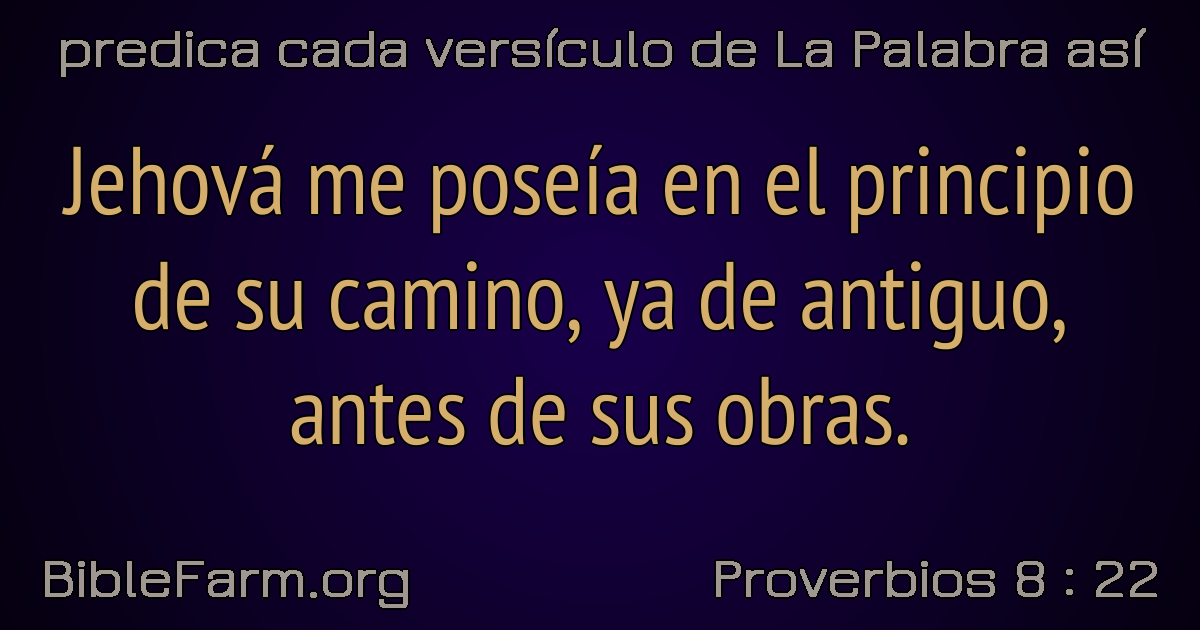 predica cada versículo de La Palabra así
Jehová me poseía en el principio
de su camino, ya de antiguo,
antes de sus obras.
BibleFarm.org
Proverbios 8 : 22